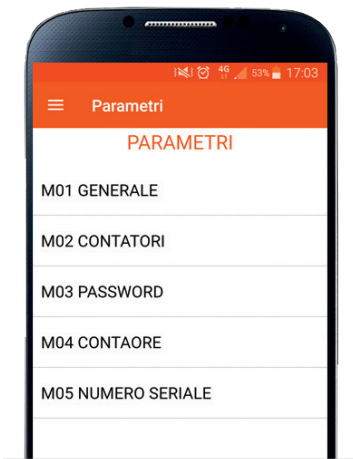 4G 53% 17:03
Parametri
PARAMETRI
M01 GENERALE
M02 CONTATORI
M03 PASSWORD
M04 CONTAORE
M05 NUMERO SERIALE